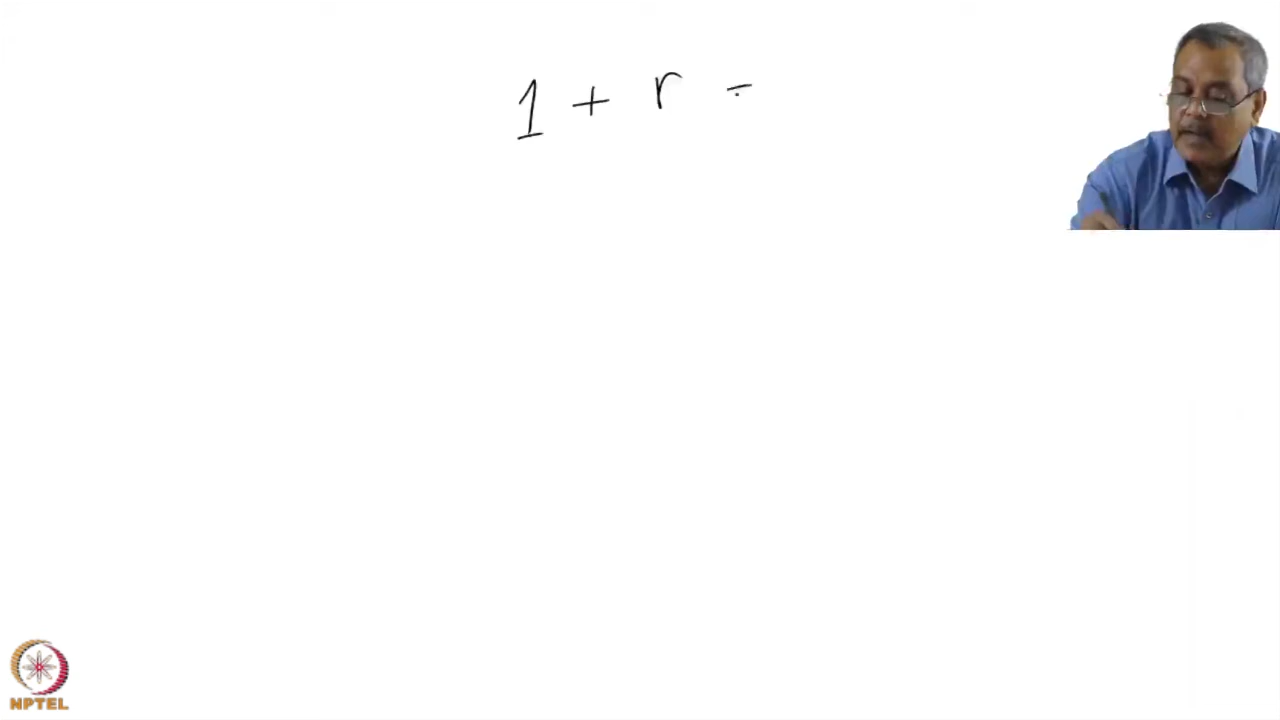 1 + r =
NPTEL